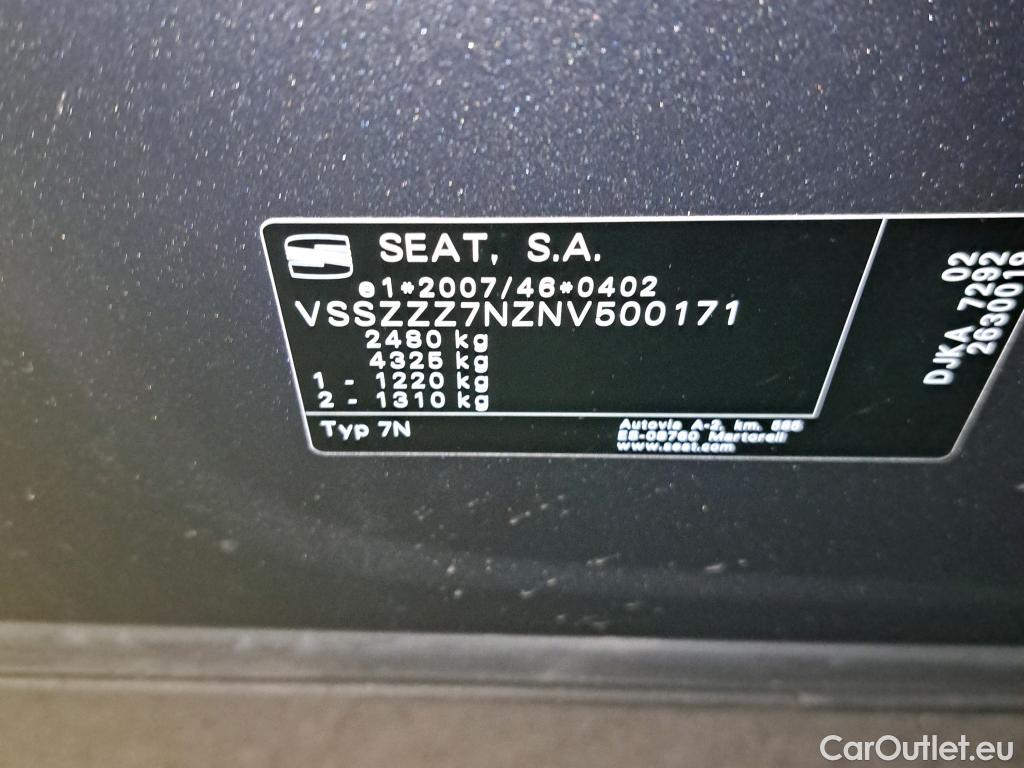 SEAT, S.A.
e1*2007/46*0402
VSSZZZ7NZNV500171
2480 kg
4325 kg
1 - 1220 kg
2 - 1310 kg
Typ 7N
Autovia A-2, km. 585
ES-08760 Martorell
www.seat.com
DJKA 7292
02
2630019
CarOutlet.eu